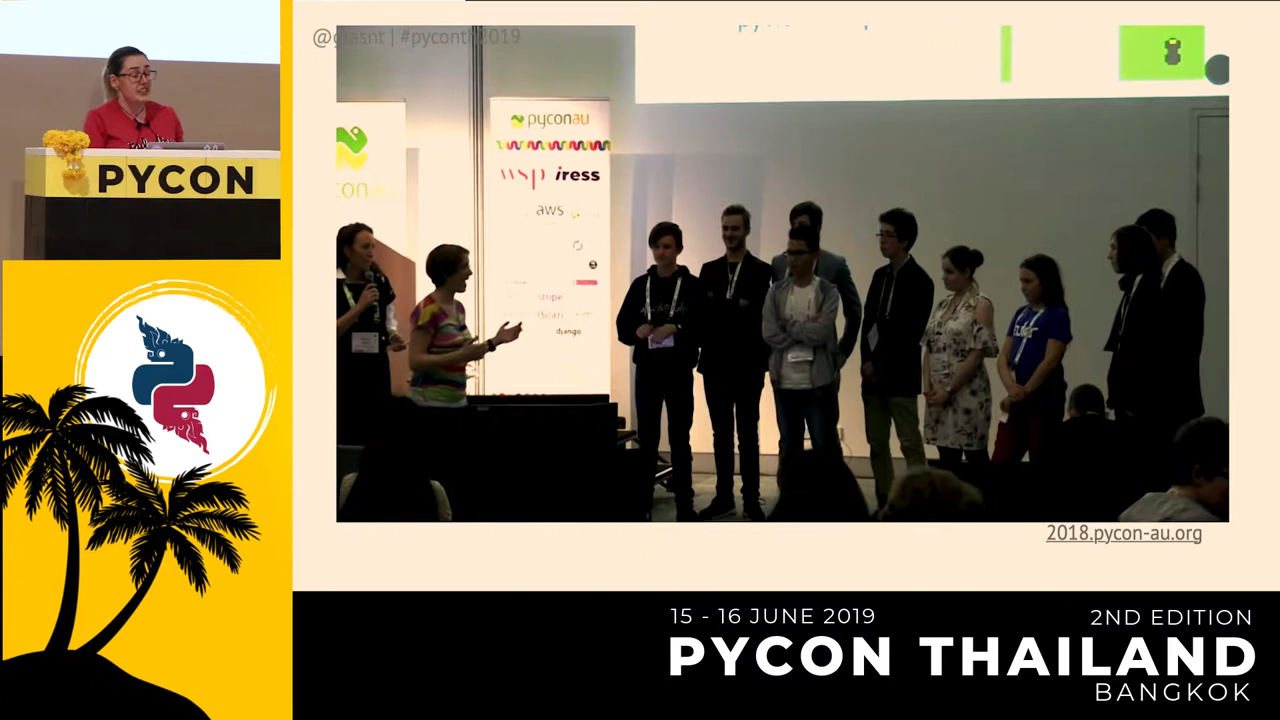 @glasnt | #pyconth2019
pyconau
wsp iress
aws
stripe
django
PYCON
2018.pycon-au.org
15 - 16 JUNE 2019
2ND EDITION
PYCON THAILAND
BANGKOK